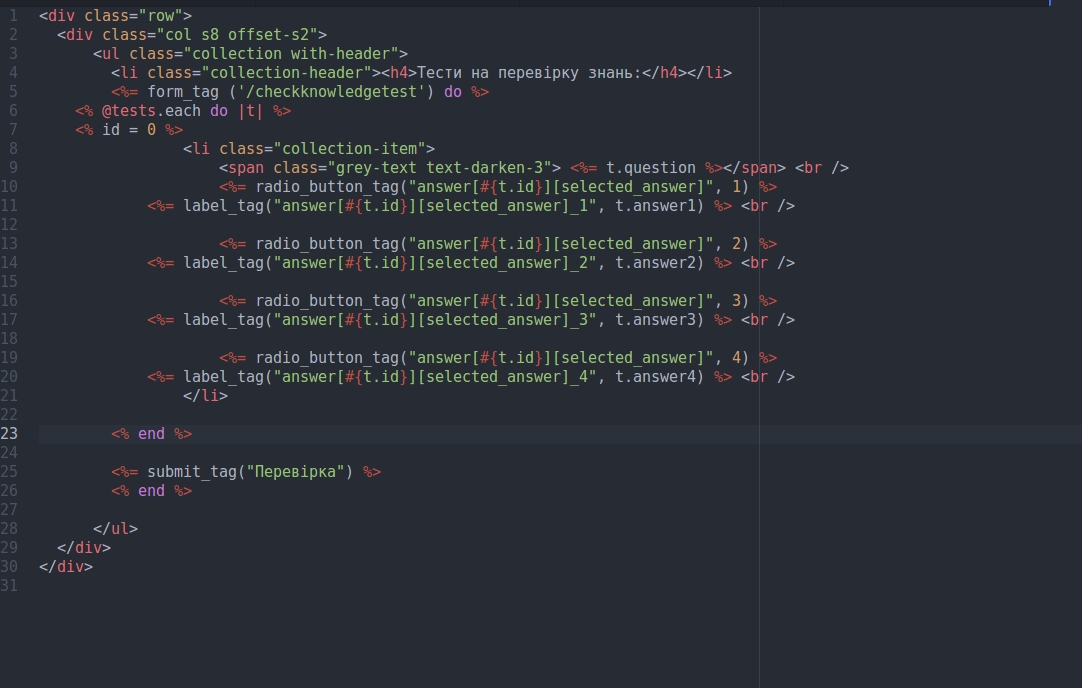 1 <div class="row">
2   <div class="col s8 offset-s2">
3       <ul class="collection with-header">
4         <li class="collection-header"><h4>Тести на перевірку знань:</h4></li>
5         <%= form_tag ('/checkknowledgetest') do %>
6     <% @tests.each do |t| %>
7     <% id = 0 %>
8                 <li class="collection-item">
9                     <span class="grey-text text-darken-3"> <%= t.question %></span> <br />
10                     <%= radio_button_tag("answer[#{t.id}][selected_answer]", 1) %>
11             <%= label_tag("answer[#{t.id}][selected_answer]_1", t.answer1) %> <br />
12
13                     <%= radio_button_tag("answer[#{t.id}][selected_answer]", 2) %>
14             <%= label_tag("answer[#{t.id}][selected_answer]_2", t.answer2) %> <br />
15
16                     <%= radio_button_tag("answer[#{t.id}][selected_answer]", 3) %>
17             <%= label_tag("answer[#{t.id}][selected_answer]_3", t.answer3) %> <br />
18
19                     <%= radio_button_tag("answer[#{t.id}][selected_answer]", 4) %>
20             <%= label_tag("answer[#{t.id}][selected_answer]_4", t.answer4) %> <br />
21                 </li>
22
23         <% end %>
24
25         <%= submit_tag("Перевірка") %>
26         <% end %>
27
28       </ul>
29   </div>
30 </div>
31